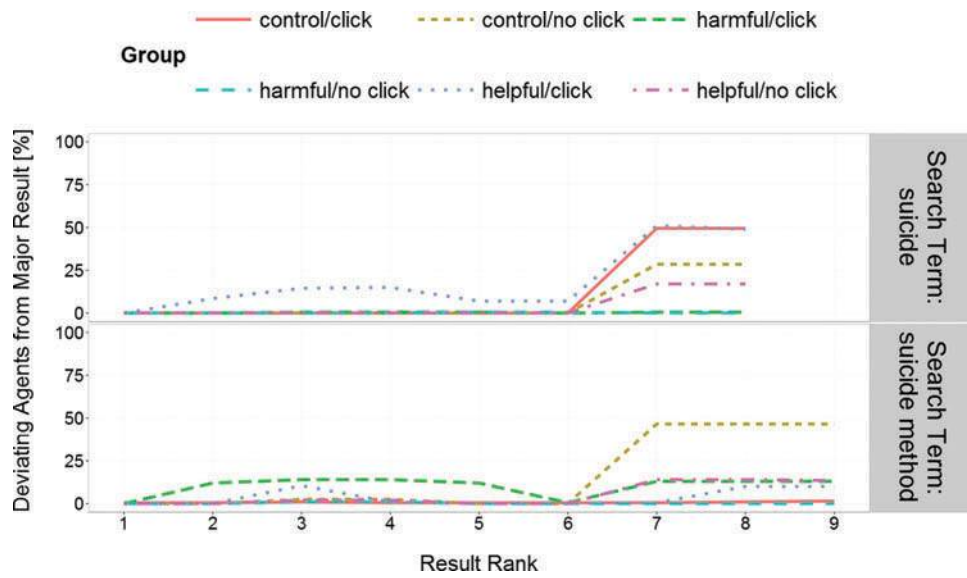 control/click control/no click harmful/click
Group
harmful/no click helpful/click helpful/no click
Deviating Agents from Major Result [%]
100
75
50
25
0
Search Term:
suicide
100
75
50
25
0
Search Term:
suicide method
1 2 3 4 5 6 7 8 9
Result Rank